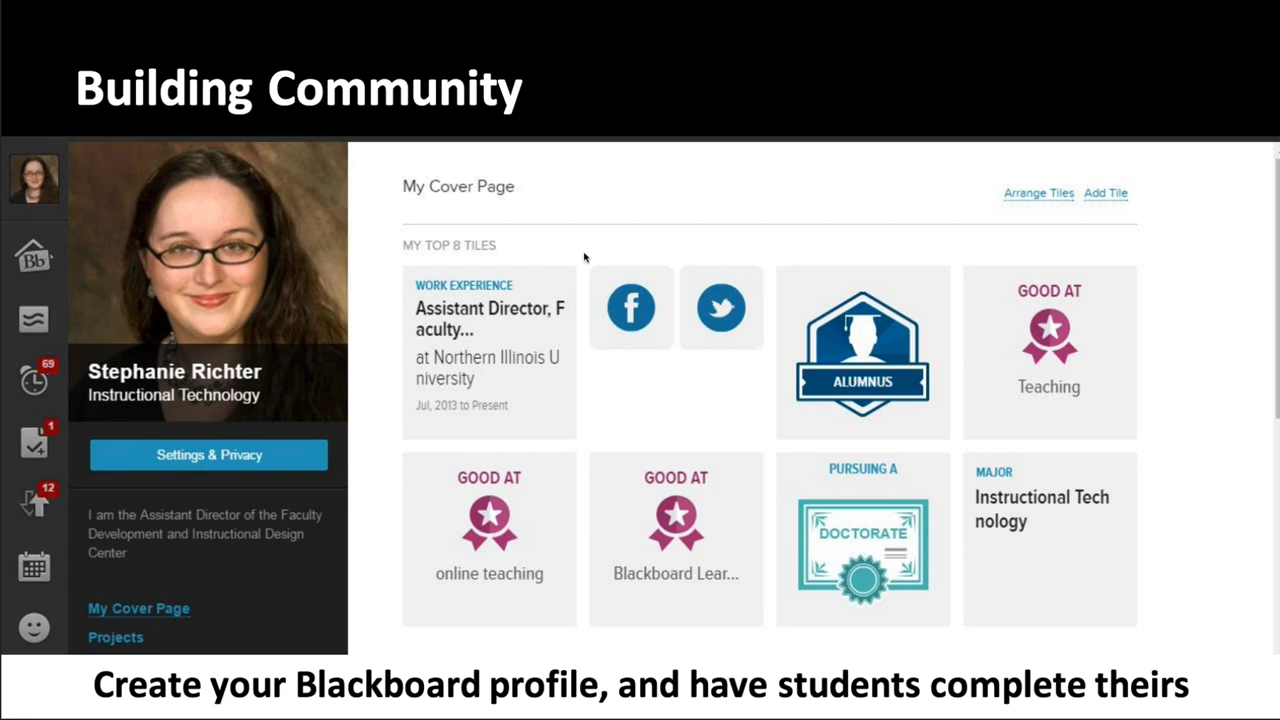 Building Community
My Cover Page
Arrange Tiles Add Tile
MY TOP 8 TILES
WORK EXPERIENCE
Assistant Director, F
aculty...
at Northern Illinois U
niversity
Jul, 2013 to Present
f
ALUMNUS
GOOD AT
Teaching
GOOD AT
online teaching
GOOD AT
Blackboard Lear...
PURSUING A
DOCTORATE
MAJOR
Instructional Tech
nology
Bb
69
1
12
Stephanie Richter
Instructional Technology
Settings & Privacy
I am the Assistant Director of the Faculty
Development and Instructional Design
Center
My Cover Page
Projects
Create your Blackboard profile, and have students complete theirs